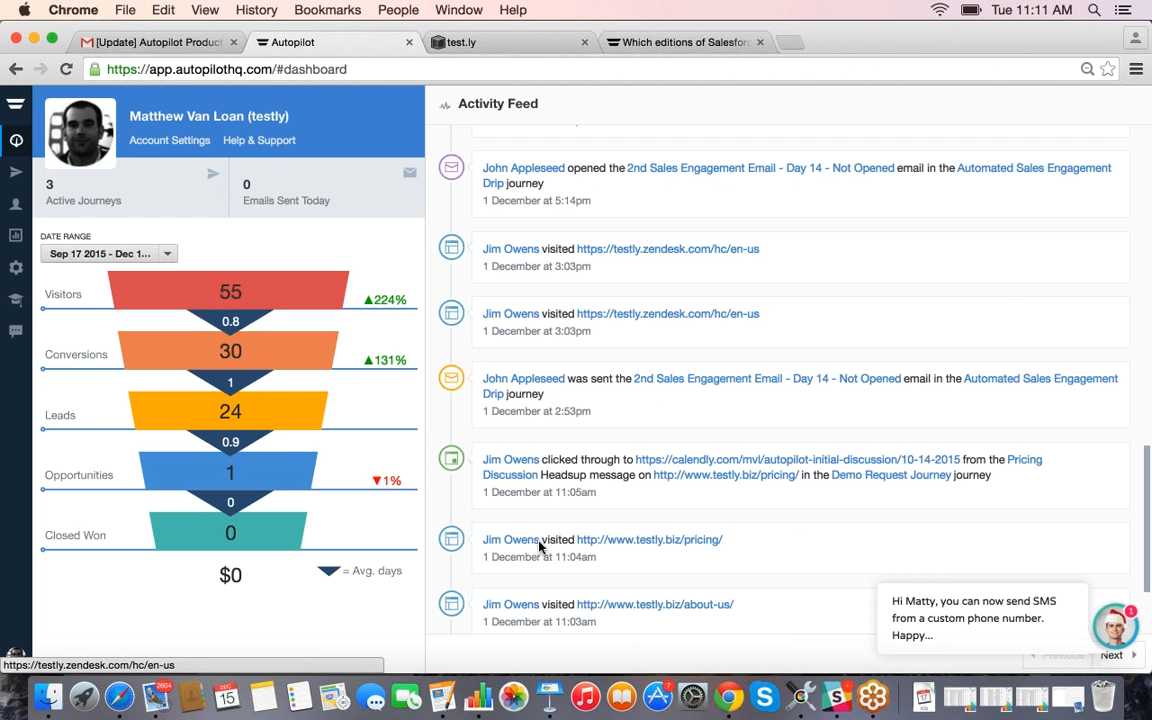 Chrome File Edit View History Bookmarks People Window Help Tue 11:11 AM
[Update] Autopilot Product
Autopilot
test.ly
Which editions of Salesforc
https://app.autopilothq.com/#dashboard
Matthew Van Loan (testly)
Account Settings Help & Support
3
Active Journeys
0
Emails Sent Today
DATE RANGE
Sep 17 2015 - Dec 1...
Visitors 55 224%
0.8
Conversions 30 131%
1
Leads 24
0.9
Opportunities 1 1%
0
Closed Won 0
$0 = Avg. days
Activity Feed
John Appleseed opened the 2nd Sales Engagement Email - Day 14 - Not Opened email in the Automated Sales Engagement
Drip journey
1 December at 5:14pm
Jim Owens visited https://testly.zendesk.com/hc/en-us
1 December at 3:03pm
Jim Owens visited https://testly.zendesk.com/hc/en-us
1 December at 3:03pm
John Appleseed was sent the 2nd Sales Engagement Email - Day 14 - Not Opened email in the Automated Sales Engagement
Drip journey
1 December at 2:53pm
Jim Owens clicked through to https://calendly.com/mvl/autopilot-initial-discussion/10-14-2015 from the Pricing
Discussion Headsup message on http://www.testly.biz/pricing/ in the Demo Request Journey journey
1 December at 11:05am
Jim Owens visited http://www.testly.biz/pricing/
1 December at 11:04am
Jim Owens visited http://www.testly.biz/about-us/
1 December at 11:03am
Hi Matty, you can now send SMS
from a custom phone number.
Happy...
1
Previous Next
https://testly.zendesk.com/hc/en-us
2604
DEC
15
7